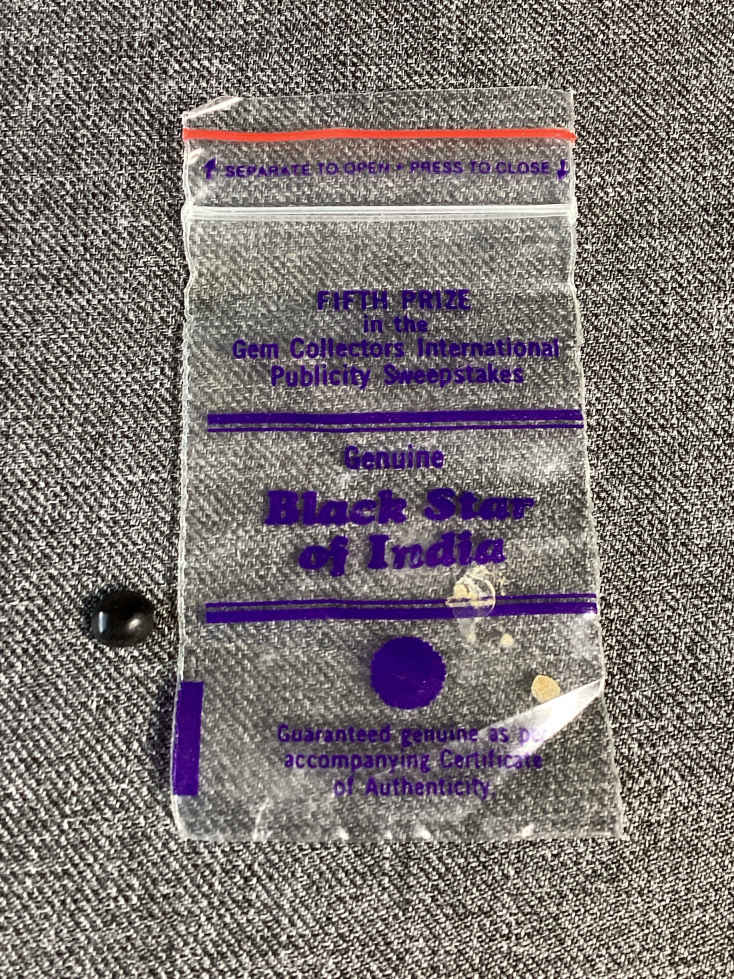 SEPARATE TO OPEN • PRESS TO CLOSE
FIFTH PRIZE
in the
Gem Collectors International
Publicity Sweepstakes
Genuine
Black Star
of India
Guaranteed genuine as
accompanying Certificate
of Authenticity